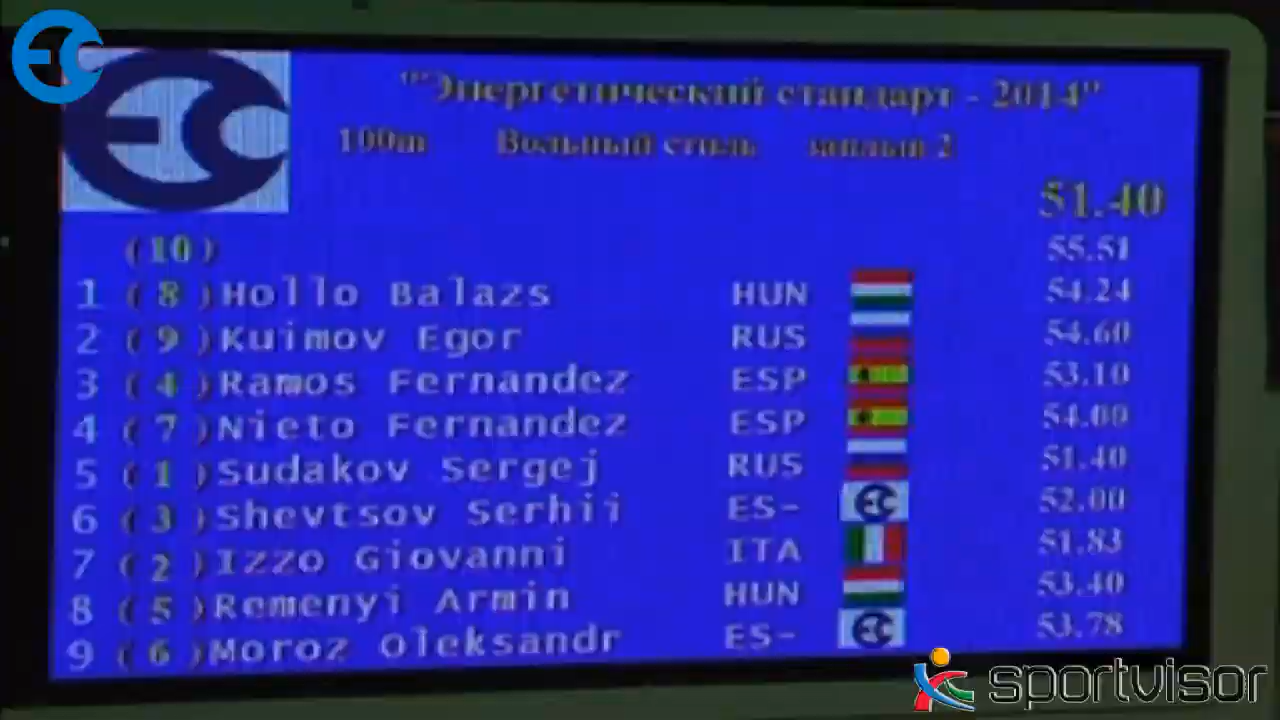 ""Энергетический стандарт - 2014"
100m Вольный стиль заплыв 2
51.40
(10) 55.51
1 (8) Hollo Balazs HUN 54.24
2 (9) Kuimov Egor RUS 54.60
3 (4) Ramos Fernandez ESP 53.10
4 (7) Nieto Fernandez ESP 54.00
5 (1) Sudakov Sergej RUS 51.40
6 (3) Shevtsov Serhii ES- 52.00
7 (2) Izzo Giovanni ITA 51.83
8 (5) Remenyi Armin HUN 53.40
9 (6) Moroz Oleksandr ES- 53.78
sportvisor